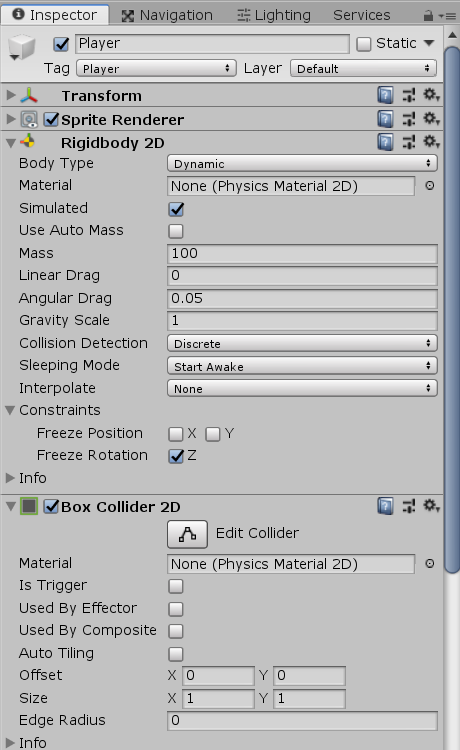 Inspector Navigation Lighting Services
Player Static
Tag Player Layer Default
Transform
Sprite Renderer
Rigidbody 2D
Body Type Dynamic
Material None (Physics Material 2D)
Simulated
Use Auto Mass
Mass 100
Linear Drag 0
Angular Drag 0.05
Gravity Scale 1
Collision Detection Discrete
Sleeping Mode Start Awake
Interpolate None
Constraints
Freeze Position X Y
Freeze Rotation Z
Info
Box Collider 2D
Edit Collider
Material None (Physics Material 2D)
Is Trigger
Used By Effector
Used By Composite
Auto Tiling
Offset X 0 Y 0
Size X 1 Y 1
Edge Radius 0
Info